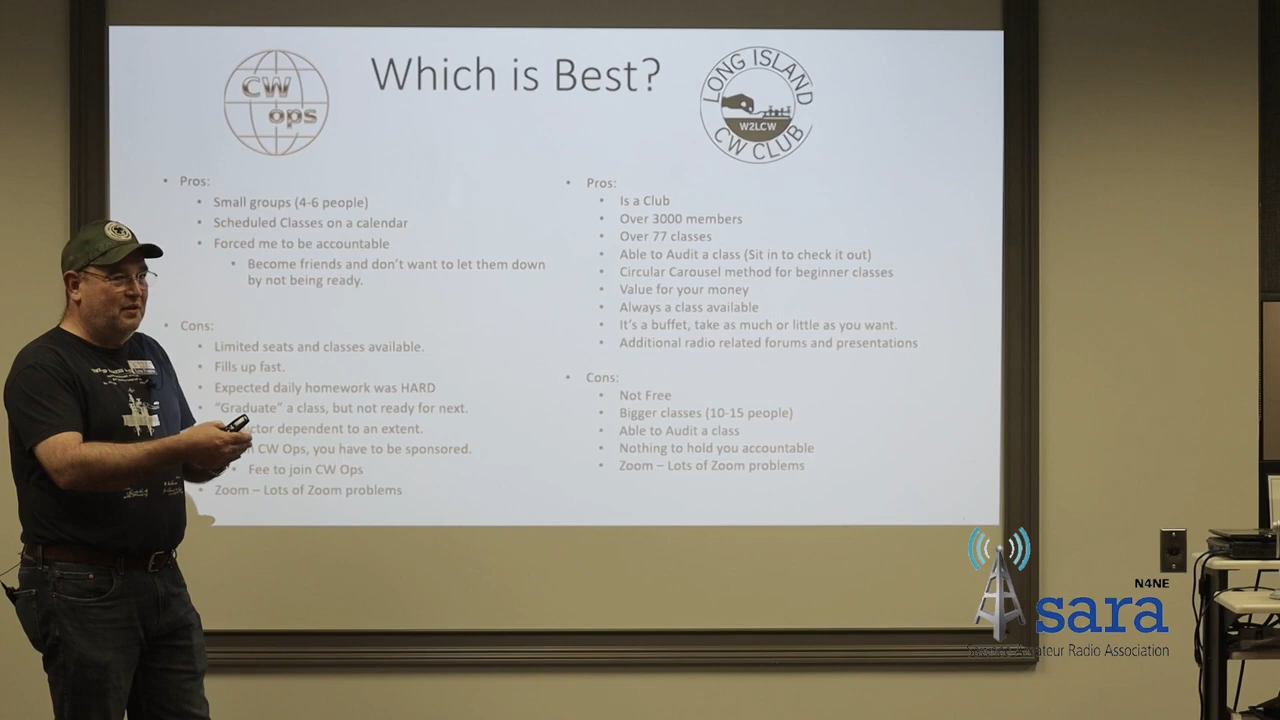 CW
ops
Which is Best?
LONG ISLAND
W2LCW
CW CLUB
• Pros:
• Small groups (4-6 people)
• Scheduled Classes on a calendar
• Forced me to be accountable
• Become friends and don't want to let them down
by not being ready.
• Cons:
• Limited seats and classes available.
• Fills up fast.
• Expected daily homework was HARD
• "Graduate" a class, but not ready for next.
dependent to an extent.
CW Ops, you have to be sponsored.
• Fee to join CW Ops
• Zoom – Lots of Zoom problems
• Pros:
• Is a Club
• Over 3000 members
• Over 77 classes
• Able to Audit a class (Sit in to check it out)
• Circular Carousel method for beginner classes
• Value for your money
• Always a class available
• It's a buffet, take as much or little as you want.
• Additional radio related forums and presentations
• Cons:
• Not Free
• Bigger classes (10-15 people)
• Able to Audit a class
• Nothing to hold you accountable
• Zoom – Lots of Zoom problems
N4NE
sara
Amateur Radio Association